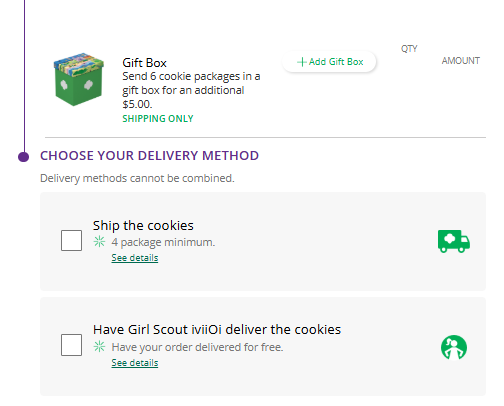 Gift Box
Send 6 cookie packages in a
gift box for an additional
$5.00.
SHIPPING ONLY
+ Add Gift Box
QTY
AMOUNT
CHOOSE YOUR DELIVERY METHOD
Delivery methods cannot be combined.
Ship the cookies
4 package minimum.
See details
Have Girl Scout iviiOi deliver the cookies
Have your order delivered for free.
See details